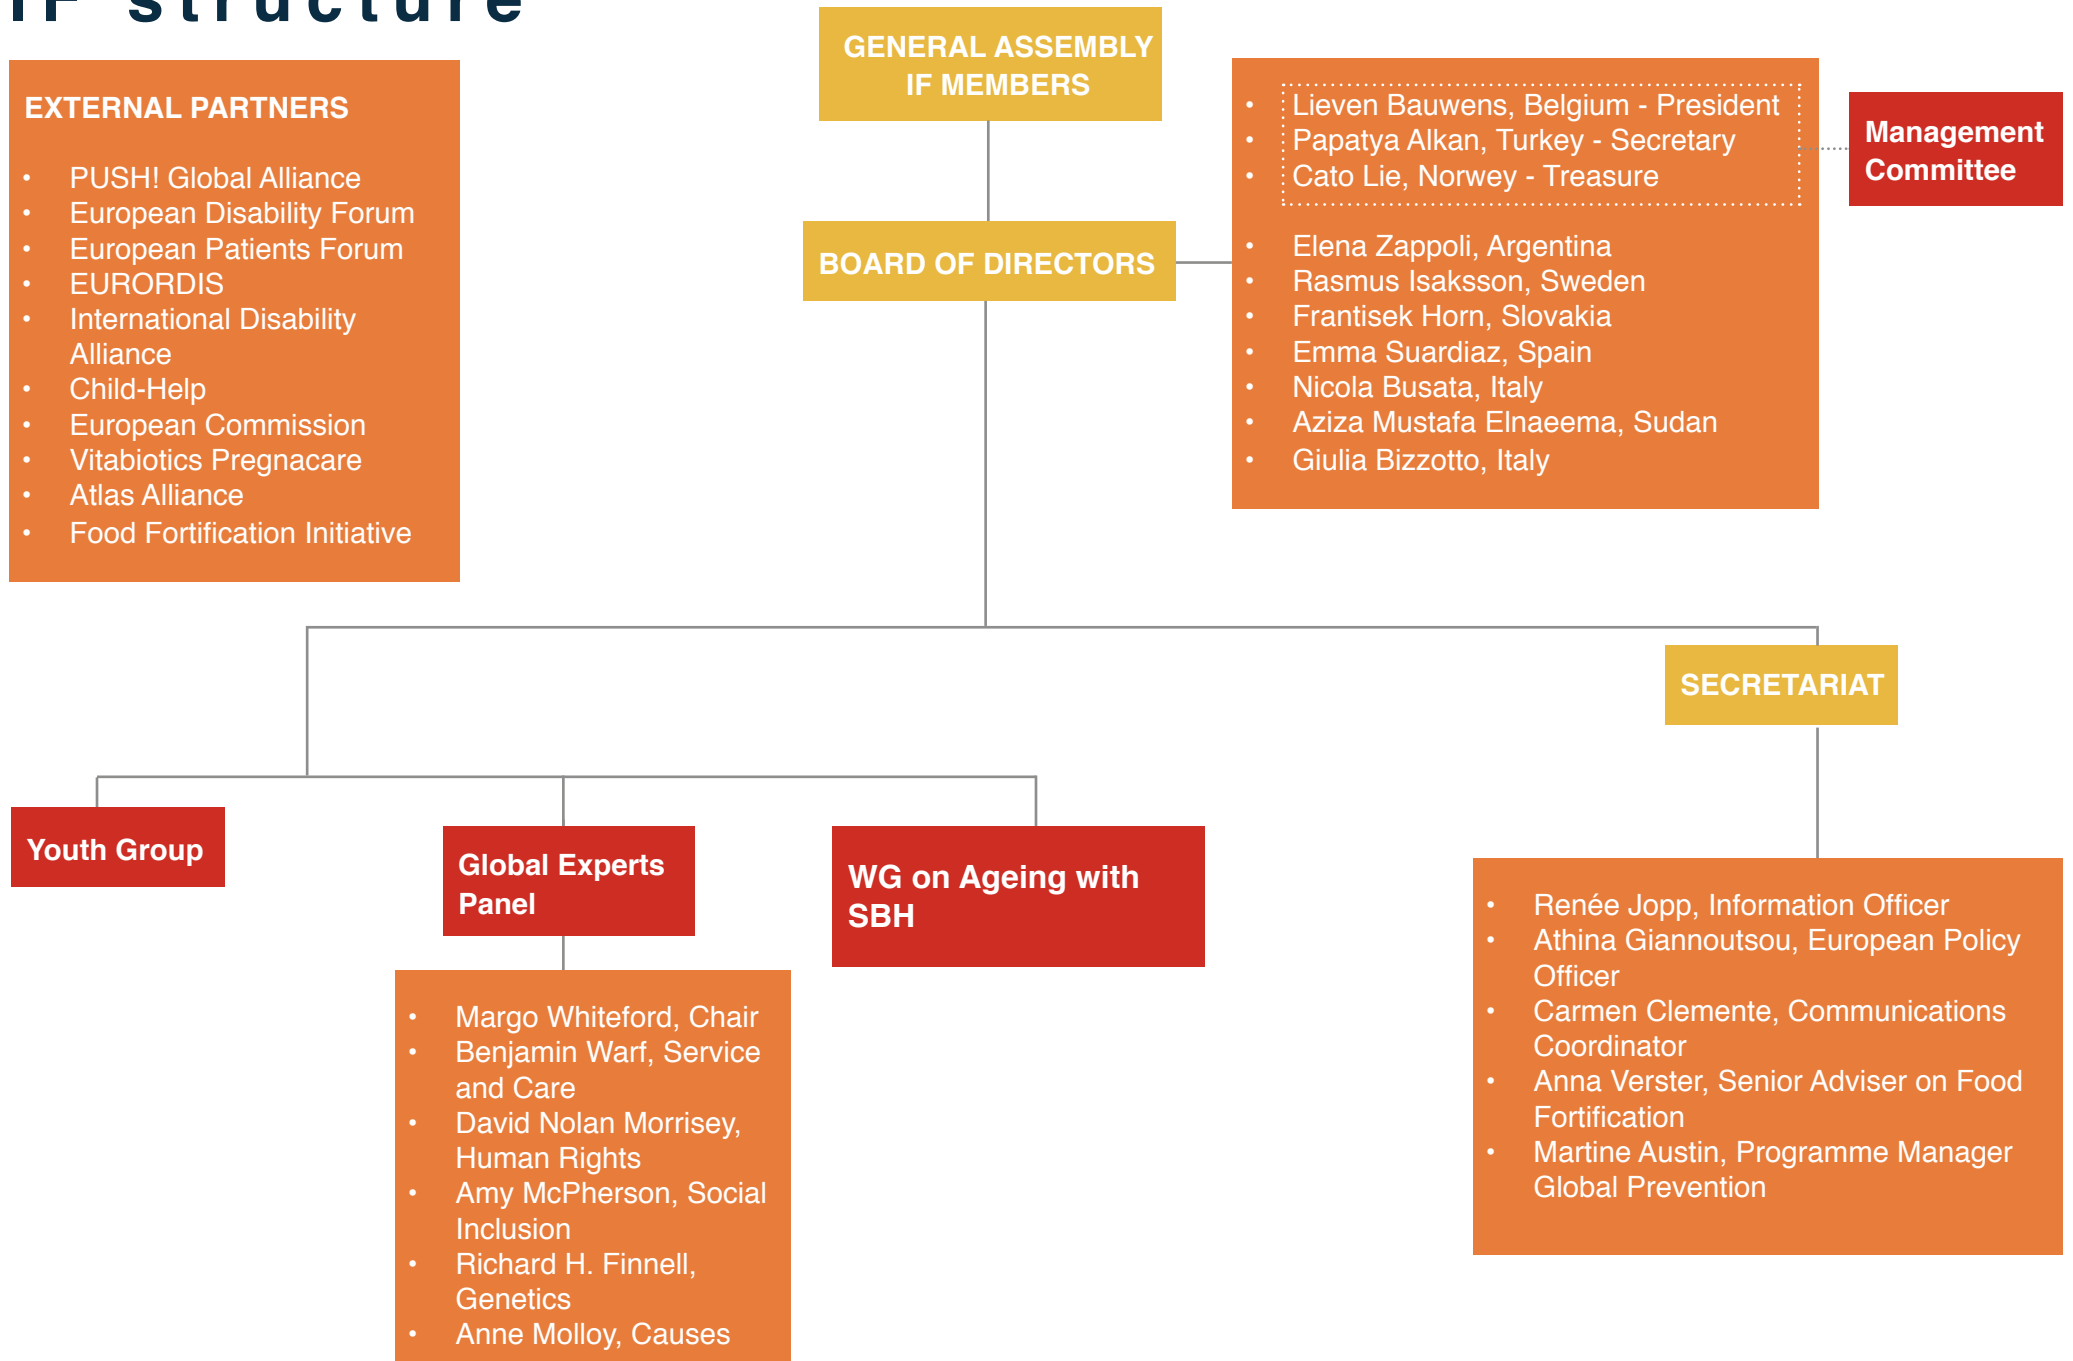 IF structure
EXTERNAL PARTNERS
• PUSH! Global Alliance
• European Disability Forum
• European Patients Forum
• EURORDIS
• International Disability
Alliance
• Child-Help
• European Commission
• Vitabiotics Pregnacare
• Atlas Alliance
• Food Fortification Initiative
GENERAL ASSEMBLY
IF MEMBERS
BOARD OF DIRECTORS
• Lieven Bauwens, Belgium - President
• Papatya Alkan, Turkey - Secretary
• Cato Lie, Norwey - Treasure
• Elena Zappoli, Argentina
• Rasmus Isaksson, Sweden
• Frantisek Horn, Slovakia
• Emma Suardiaz, Spain
• Nicola Busata, Italy
• Aziza Mustafa Elnaeema, Sudan
• Giulia Bizzotto, Italy
Management
Committee
SECRETARIAT
Youth Group
Global Experts
Panel
WG on Ageing with
SBH
• Margo Whiteford, Chair
• Benjamin Warf, Service
and Care
• David Nolan Morrisey,
Human Rights
• Amy McPherson, Social
Inclusion
• Richard H. Finnell,
Genetics
• Anne Molloy, Causes
• Renée Jopp, Information Officer
• Athina Giannoutsou, European Policy
Officer
• Carmen Clemente, Communications
Coordinator
• Anna Verster, Senior Adviser on Food
Fortification
• Martine Austin, Programme Manager
Global Prevention